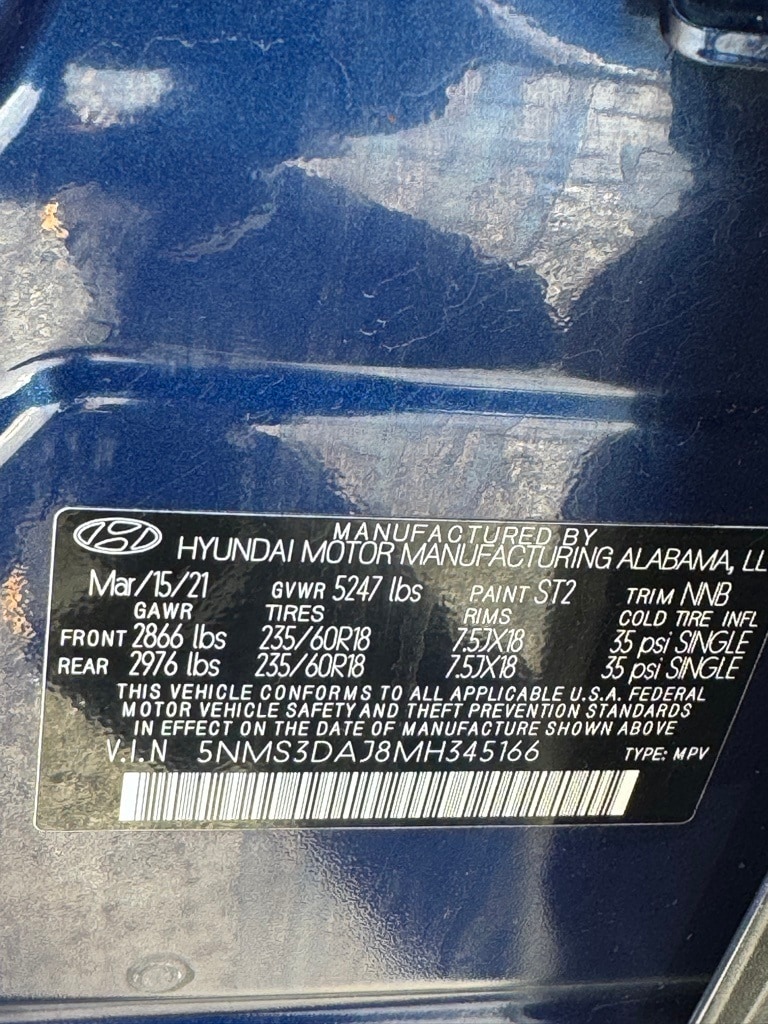 MANUFACTURED BY
HYUNDAI MOTOR MANUFACTURING ALABAMA, LL
Mar/15/21 GVWR 5247 lbs PAINT ST2 TRIM NNB
GAWR TIRES RIMS COLD TIRE INFL
FRONT 2866 lbs 235/60R18 7.5JX18 35 psi SINGLE
REAR 2976 lbs 235/60R18 7.5JX18 35 psi SINGLE
THIS VEHICLE CONFORMS TO ALL APPLICABLE U.S.A. FEDERAL
MOTOR VEHICLE SAFETY AND THEFT PREVENTION STANDARDS
IN EFFECT ON THE DATE OF MANUFACTURE SHOWN ABOVE
V.I.N 5NMS3DAJ8MH345166 TYPE: MPV